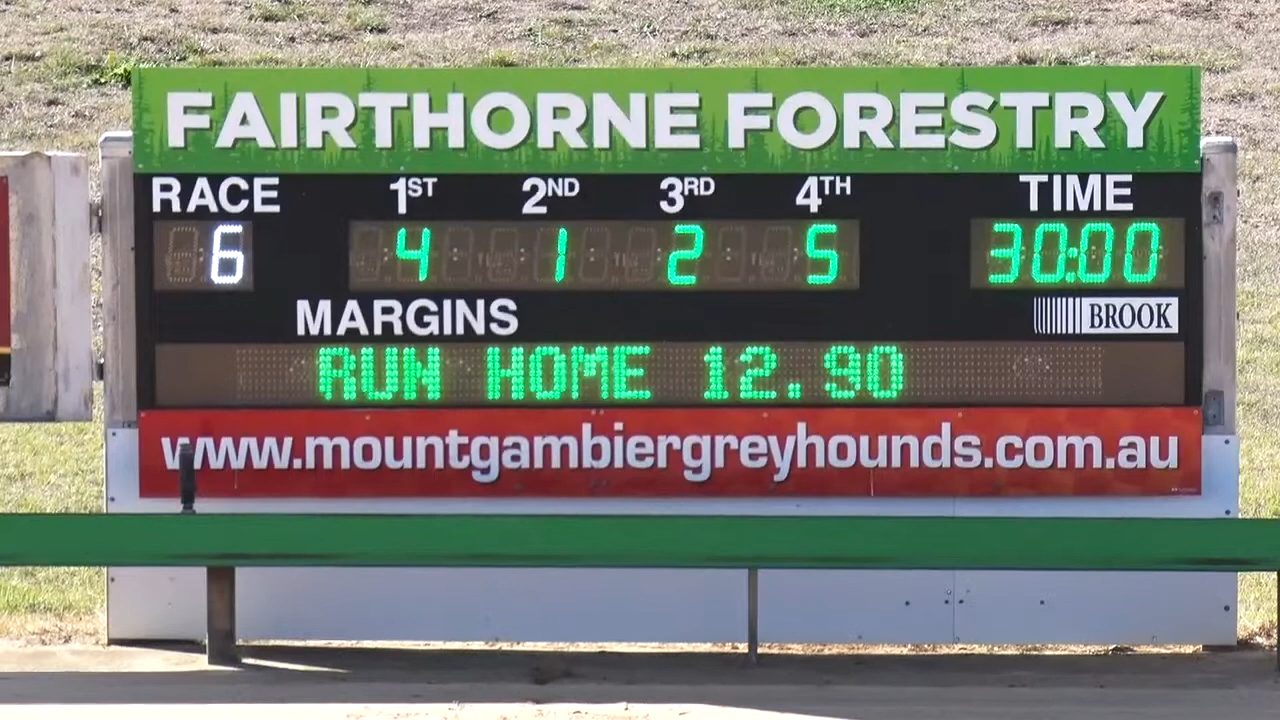 FAIRTHORNE FORESTRY
RACE 1ST 2ND 3RD 4TH TIME
6 4 1 2 5 30:00
MARGINS BROOK
RUN HOME 12.90
www.mountgambiergreyhounds.com.au